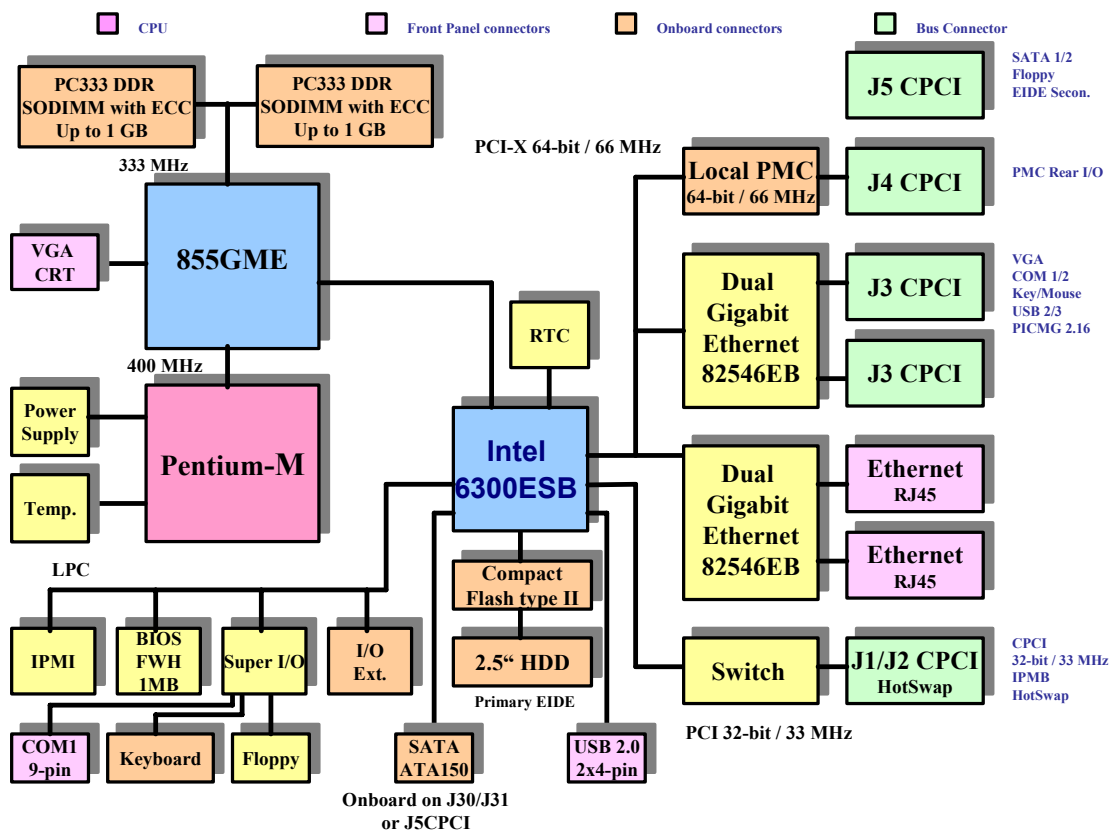 CPU
Front Panel connectors
Onboard connectors
Bus Connector
PC333 DDR
SODIMM with ECC
Up to 1 GB
PC333 DDR
SODIMM with ECC
Up to 1 GB
J5 CPCI
SATA 1/2
Floppy
EIDE Secon.
333 MHz
PCI-X 64-bit / 66 MHz
Local PMC
64-bit / 66 MHz
J4 CPCI
PMC Rear I/O
VGA
CRT
855GME
Dual
Gigabit
Ethernet
82546EB
J3 CPCI
J3 CPCI
VGA
COM 1/2
Key/Mouse
USB 2/3
PICMG 2.16
RTC
400 MHz
Power
Supply
Temp.
Pentium-M
Intel
6300ESB
Dual
Gigabit
Ethernet
82546EB
Ethernet
RJ45
Ethernet
RJ45
LPC
IPMI
BIOS
FWH
1MB
Super I/O
I/O
Ext.
Compact
Flash type II
2.5“ HDD
Primary EIDE
Switch
J1/J2 CPCI
HotSwap
CPCI
32-bit / 33 MHz
IPMB
HotSwap
PCI 32-bit / 33 MHz
COM1
9-pin
Keyboard
Floppy
SATA
ATA150
USB 2.0
2x4-pin
Onboard on J30/J31
or J5CPCI